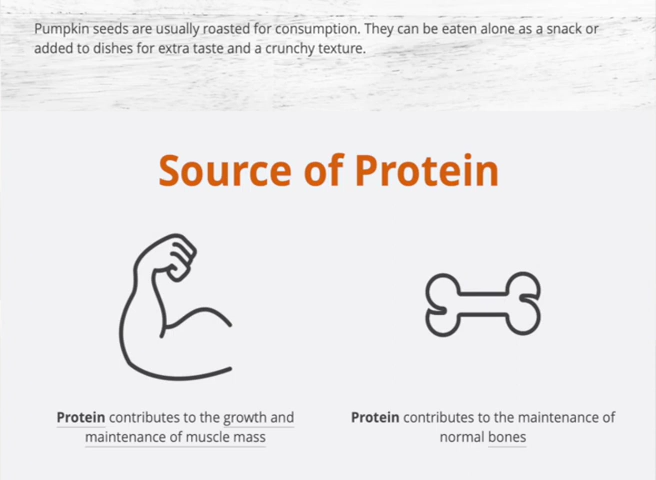 Pumpkin seeds are usually roasted for consumption. They can be eaten alone as a snack or
added to dishes for extra taste and a crunchy texture.
Source of Protein
Protein contributes to the growth and
maintenance of muscle mass
Protein contributes to the maintenance of
normal bones